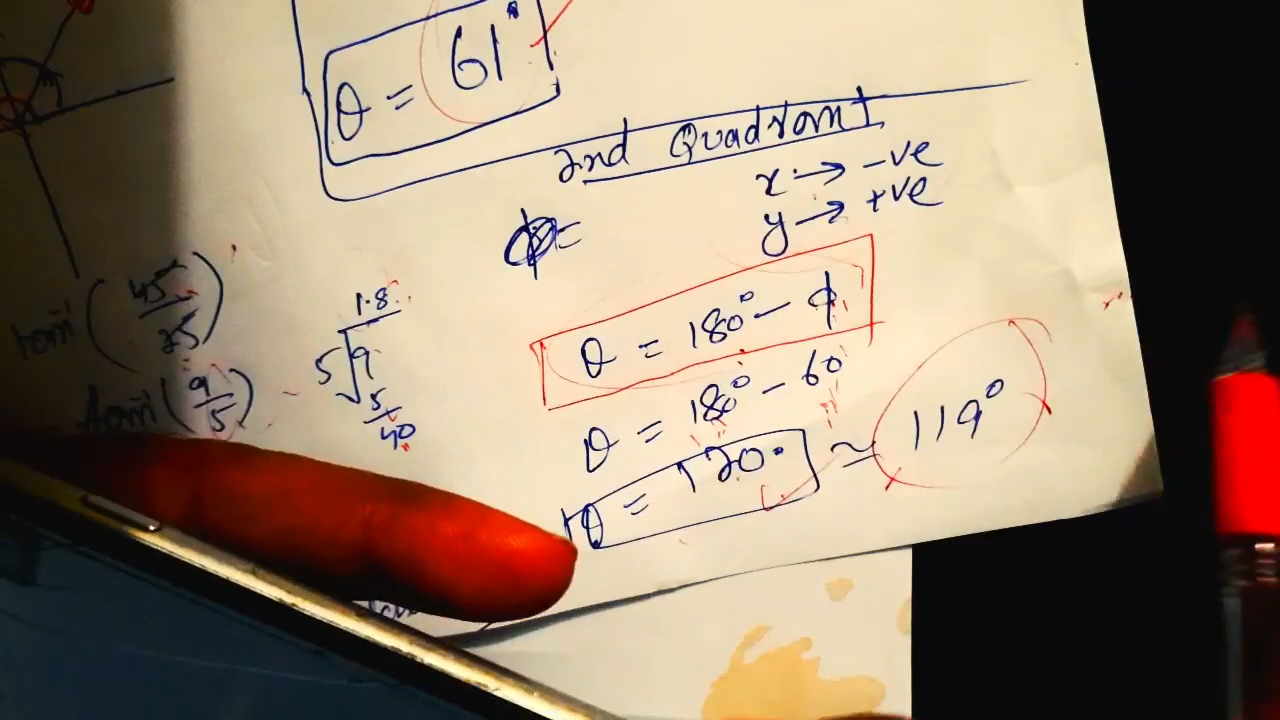 θ = 61°
2nd Quadrant
x → -ve
y → +ve
φ =
θ = 180° - φ
θ = 180° - 60
θ = 120° ≃ 119°
tan⁻¹ (45/25)
tan⁻¹ (9/5)
1.8
5√9
5
40